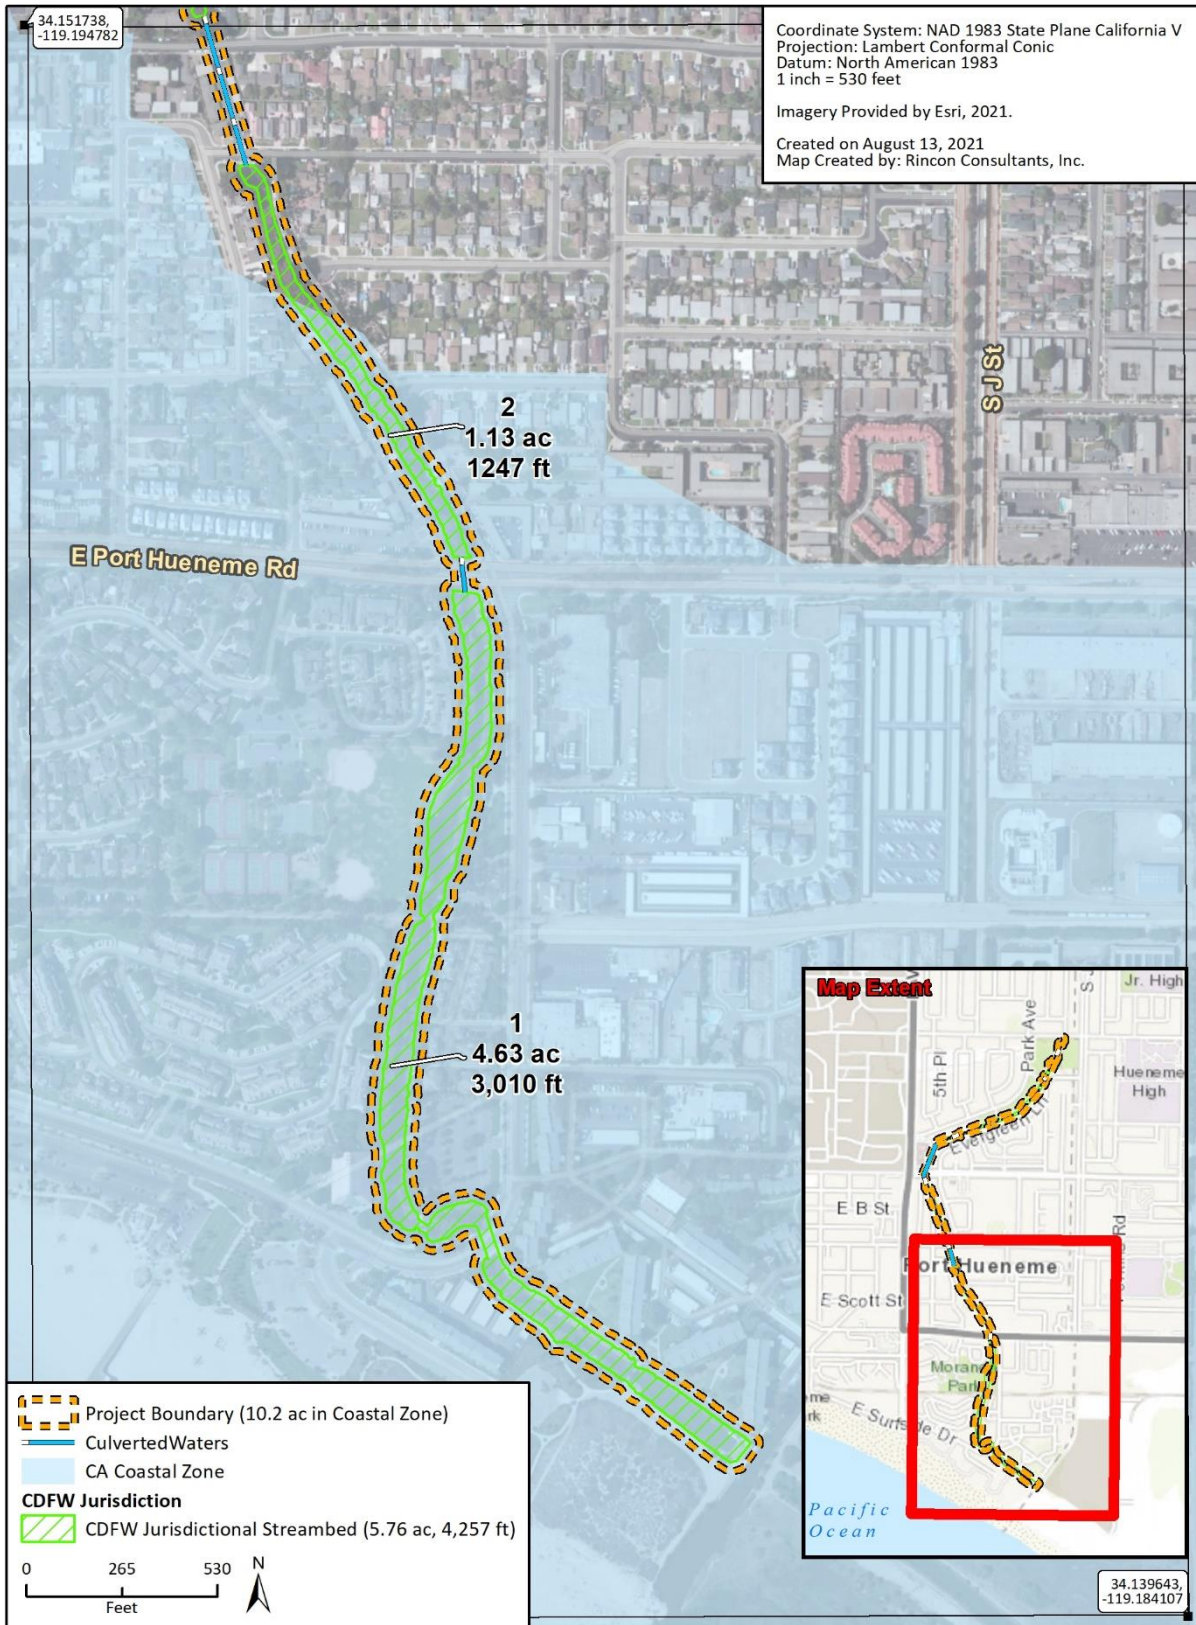 34.151738,
-119.194782
Coordinate System: NAD 1983 State Plane California V
Projection: Lambert Conformal Conic
Datum: North American 1983
1 inch = 530 feet
Imagery Provided by Esri, 2021.
Created on August 13, 2021
Map Created by: Rincon Consultants, Inc.
S J St
2
1.13 ac
1247 ft
E Port Hueneme Rd
1
4.63 ac
3,010 ft
Map Extent
Jr. High
S J
Park Ave
5th Pl
Hueneme
High
Evergreen Ln
E B St
Port Hueneme
E Scott St
Rd
Moran
Park
E Surfside Dr
Pacific
Ocean
34.139643,
-119.184107
Project Boundary (10.2 ac in Coastal Zone)
CulvertedWaters
CA Coastal Zone
CDFW Jurisdiction
CDFW Jurisdictional Streambed (5.76 ac, 4,257 ft)
0 265 530
Feet
N